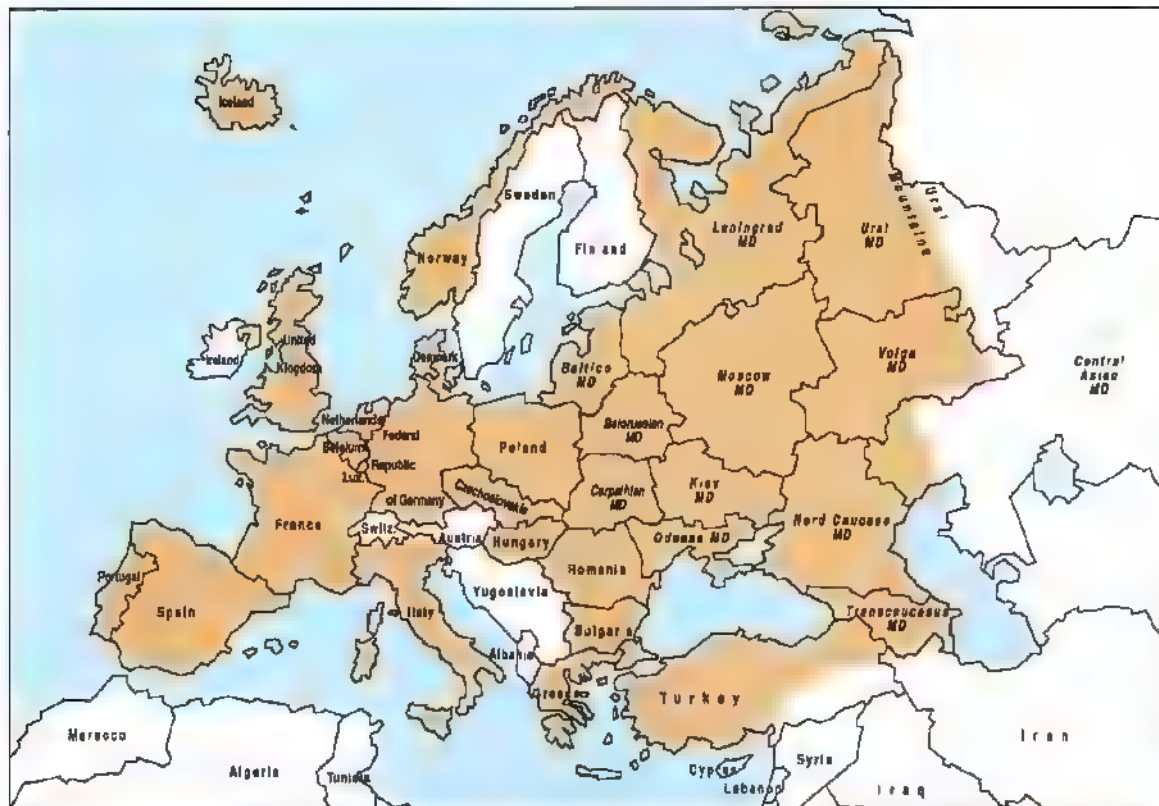 Iceland
Sweden
Finland
Norway
Leningrad
MD
Ural
MD
Ural
Mountains
Ireland
United
Kingdom
Denmark
Baltic
MD
Moscow
MD
Volga
MD
Central
Asian
MD
Netherlands
Belgium
Lux.
Federal
Republic
of Germany
Poland
Belorussian
MD
Czechoslovakia
Carpathian
MD
Kiev
MD
France
Switz
Austria
Hungary
Odessa MD
Nord Caucasus
MD
Romania
Portugal
Spain
Italy
Yugoslavia
Bulgaria
Transcaucasus
MD
Albania
Greece
Turkey
Morocco
Algeria
Tunisia
Cyprus
Lebanon
Syria
Iraq
Iran